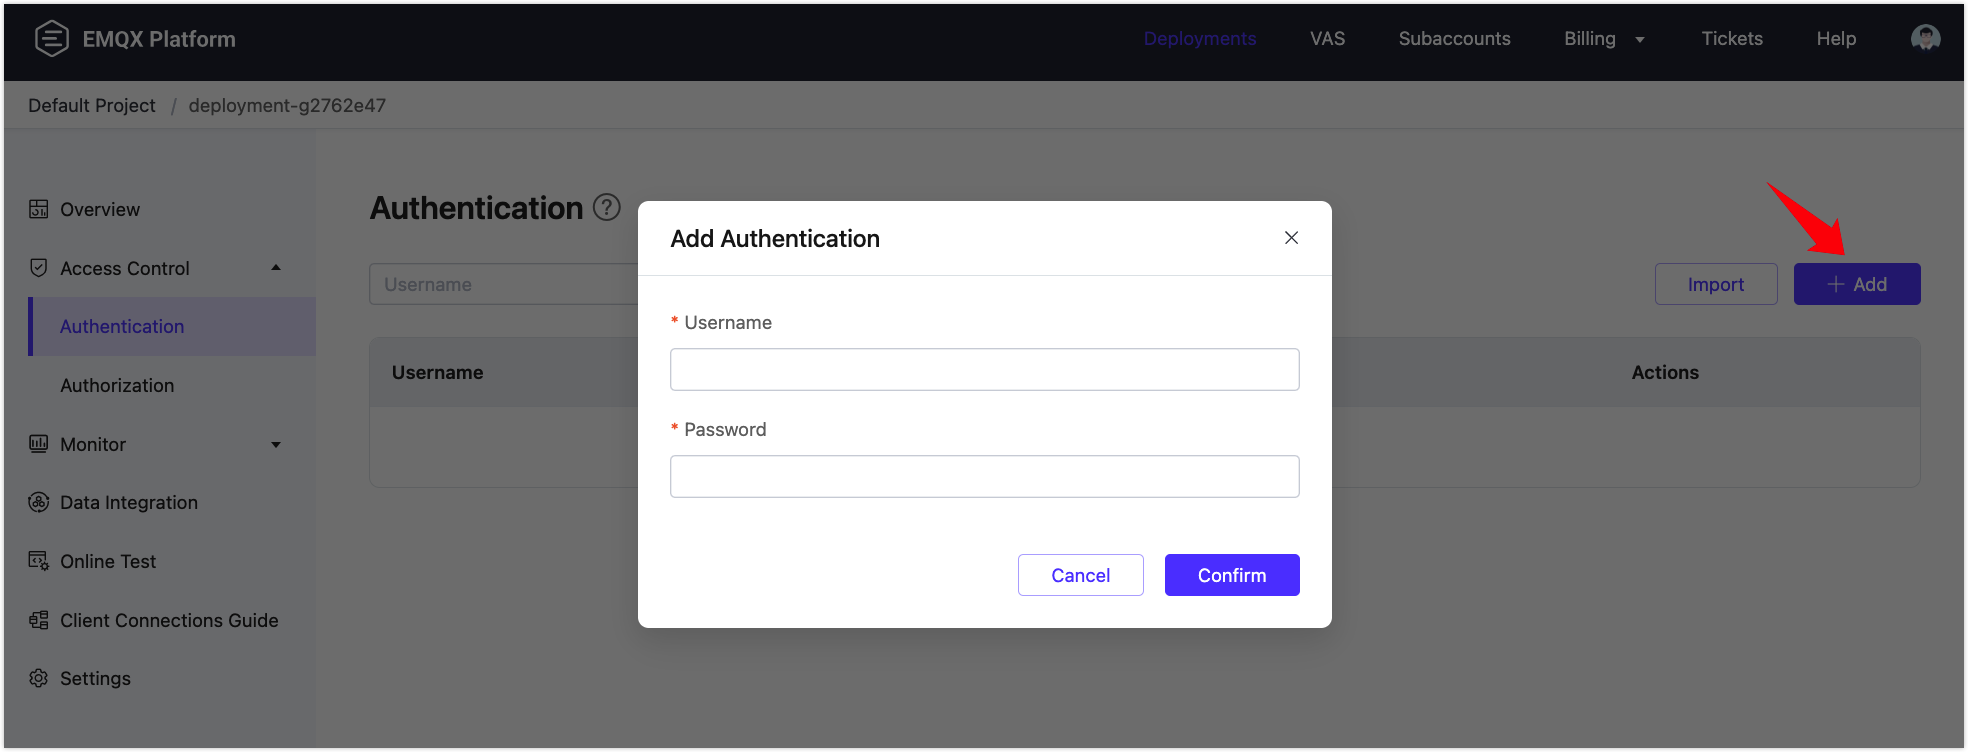 EMQX Platform
Deployments
VAS
Subaccounts
Billing
Tickets
Help
Default Project / deployment-g2762e47
Overview
Access Control
Authentication
Authorization
Monitor
Data Integration
Online Test
Client Connections Guide
Settings
Authentication ?
Username
Import
+ Add
Username
Actions
Add Authentication
* Username
* Password
Cancel
Confirm